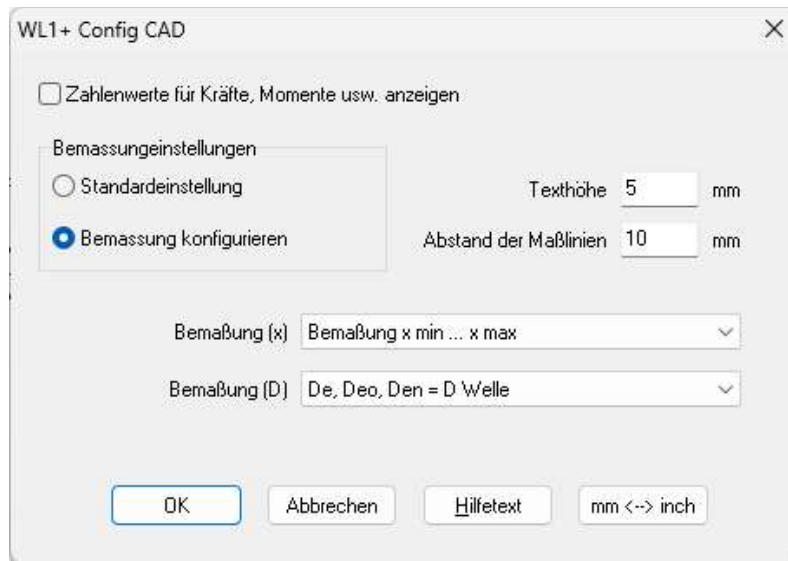 WL1+ Config CAD
Zahlenwerte für Kräfte, Momente usw. anzeigen
Bemassungeinstellungen
Standardeinstellung
Bemassung konfigurieren
Texthöhe 5 mm
Abstand der Maßlinien 10 mm
Bemaßung (x) Bemaßung x min ... x max
Bemaßung (D) De, Deo, Den = D Welle
OK Abbrechen Hilfetext mm <--> inch